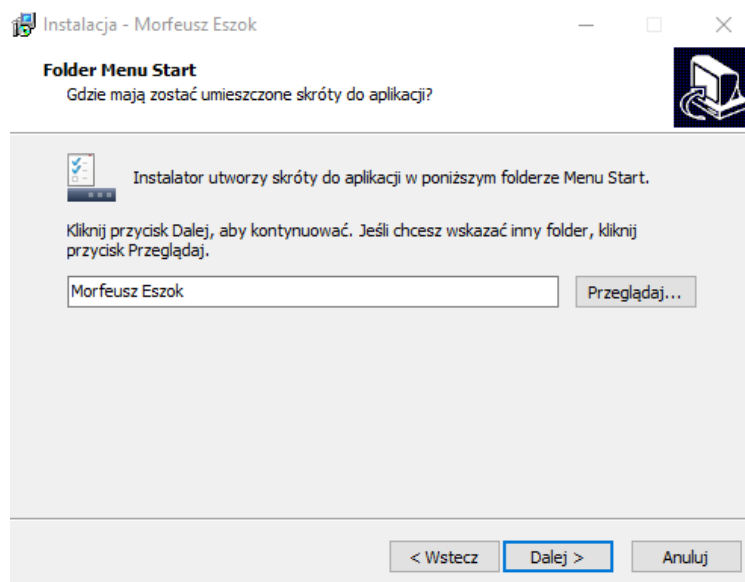 Instalacja - Morfeusz Eszok
Folder Menu Start
Gdzie mają zostać umieszczone skróty do aplikacji?
Instalator utworzy skróty do aplikacji w poniższym folderze Menu Start.
Kliknij przycisk Dalej, aby kontynuować. Jeśli chcesz wskazać inny folder, kliknij
przycisk Przeglądaj.
Morfeusz Eszok
Przeglądaj...
< Wstecz
Dalej >
Anuluj